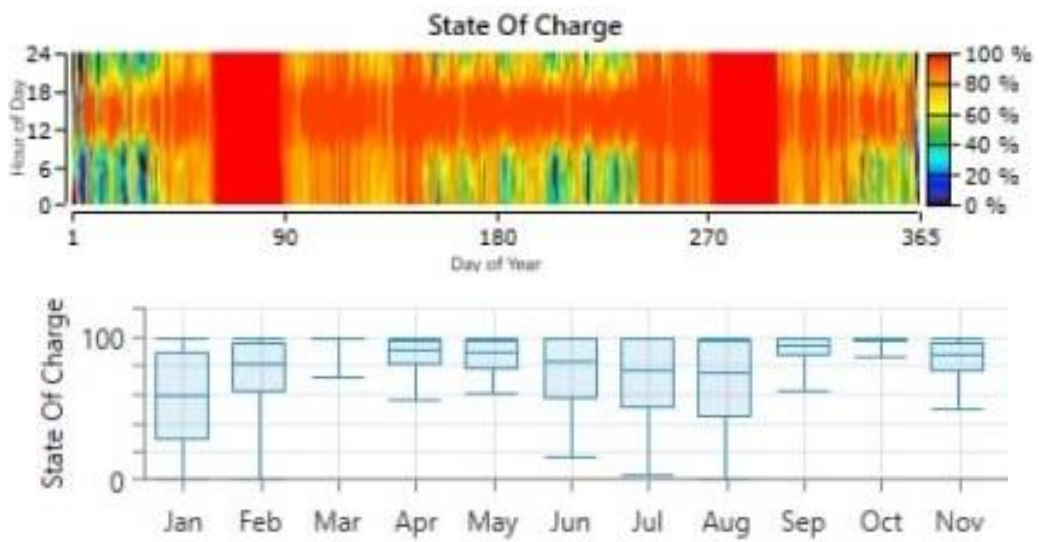 State Of Charge
24
18
12
6
0
Hour of Day
100 %
80 %
60 %
40 %
20 %
0 %
1 90 180 270 365
Day of Year
State Of Charge
100
0
Jan Feb Mar Apr May Jun Jul Aug Sep Oct Nov